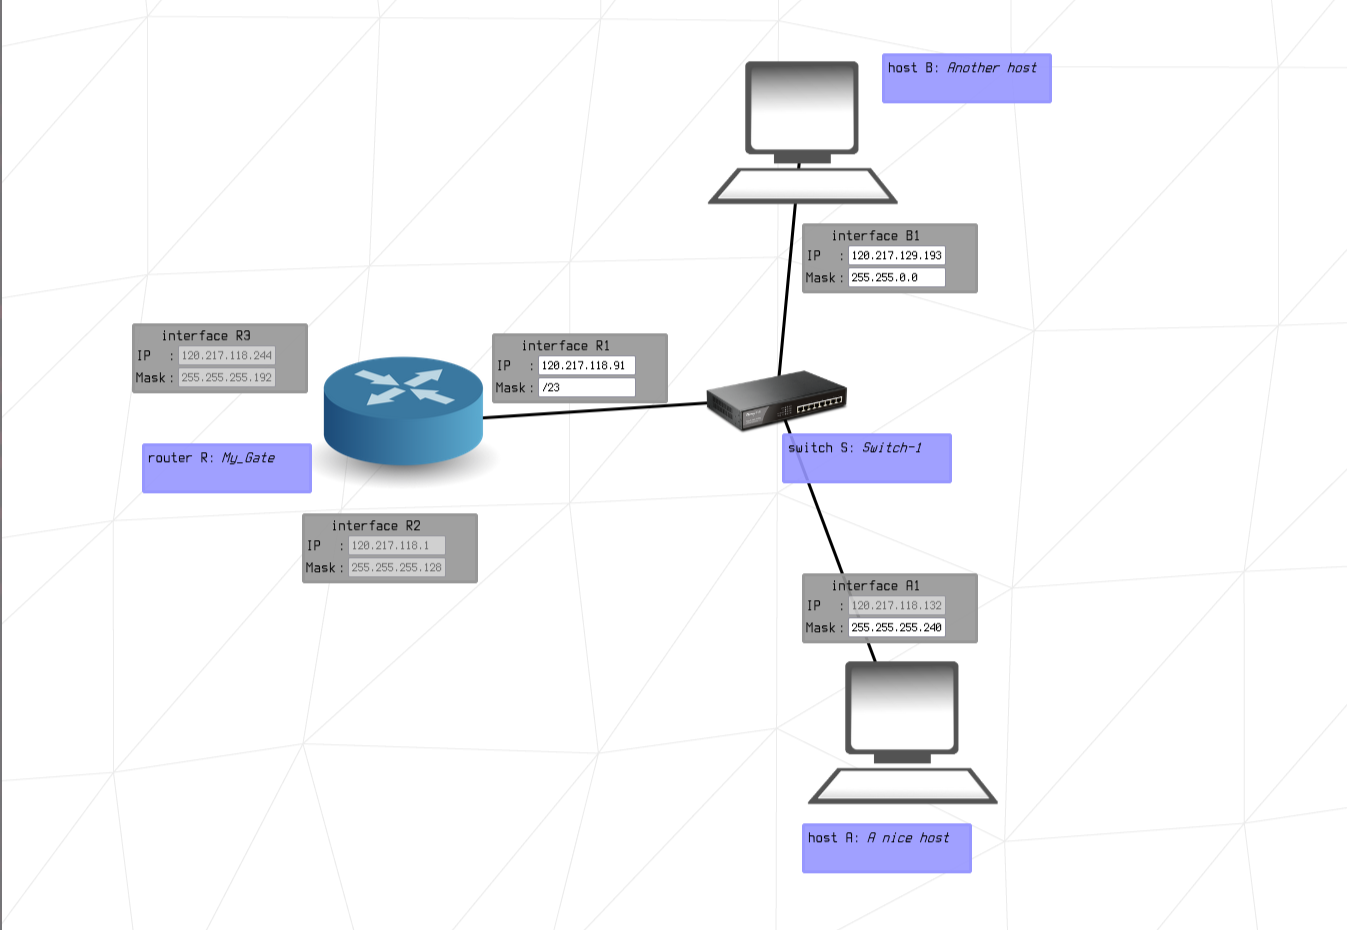 host B: Another host
interface B1
IP : 120.217.129.193
Mask : 255.255.0.0
interface R3
IP : 120.217.118.244
Mask : 255.255.255.192
interface R1
IP : 120.217.118.91
Mask : /23
router R: My_Gate
switch S: Switch-1
interface R2
IP : 120.217.118.1
Mask : 255.255.255.128
interface A1
IP : 120.217.118.132
Mask : 255.255.255.240
host A: A nice host